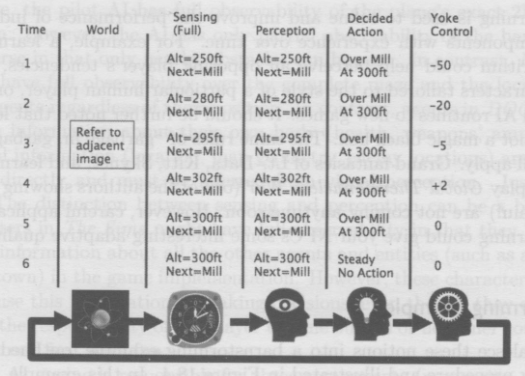 Time World Sensing (Full) Perception Decided Action Yoke Control
1 Alt=250ft Next=Mill Alt=250ft Next=Mill Over Mill At 300ft -50
2 Alt=280ft Next=Mill Alt=280ft Next=Mill Over Mill At 300ft -20
3 Refer to adjacent image Alt=295ft Next=Mill Alt=295ft Next=Mill Over Mill At 300ft -5
4 Alt=302ft Next=Mill Alt=302ft Next=Mill Over Mill At 300ft +2
5 Alt=300ft Next=Mill Alt=300ft Next=Mill Over Mill At 300ft 0
6 Alt=300ft Next=Mill Alt=300ft Next=Mill Steady No Action 0